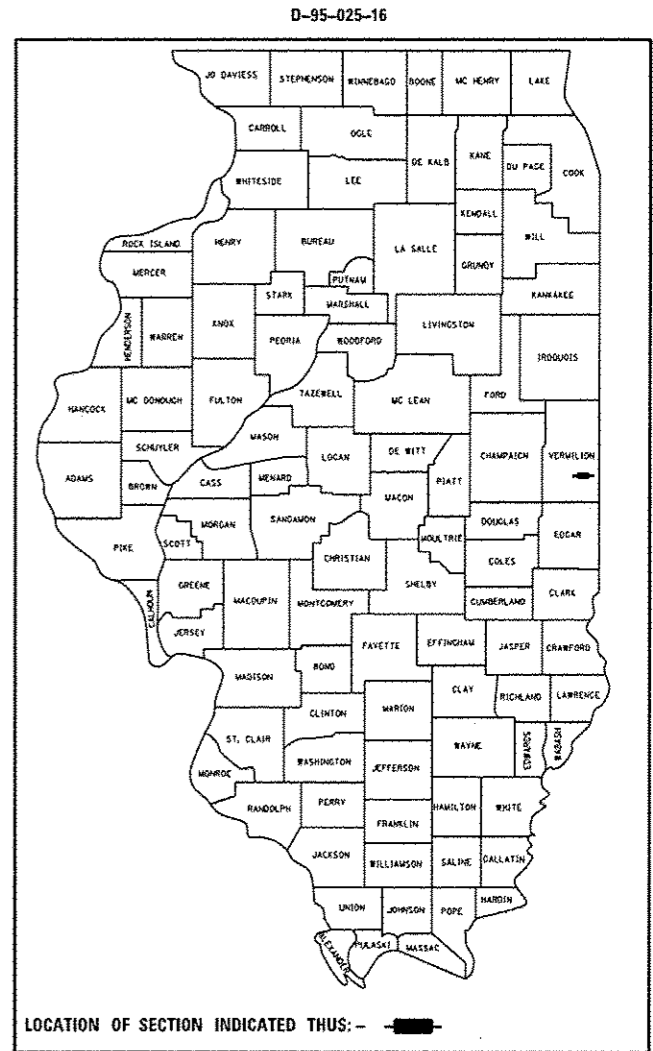 D-95-025-16
JO DAVIESS STEPHENSON WINNEBAGO BOONE MC HENRY LAKE
CARROLL OGLE DE KALB KANE DU PAGE COOK
WHITESIDE LEE KENDALL WILL
ROCK ISLAND HENRY BUREAU LA SALLE GRUNDY
MERCER PUTNAM KANKAKEE
STARK MARSHALL
HENDERSON WARREN KNOX PEORIA WOODFORD LIVINGSTON IROQUOIS
HANCOCK MC DONOUGH FULTON TAZEWELL MC LEAN FORD
MASON
SCHUYLER LOGAN DE WITT CHAMPAIGN VERMILION
ADAMS BROWN CASS MENARD MACON PIATT
PIKE SCOTT MORGAN SANGAMON MOULTRIE DOUGLAS EDGAR
CHRISTIAN COLES
CALHOUN GREENE MACOUPIN MONTGOMERY SHELBY CUMBERLAND CLARK
JERSEY FAYETTE EFFINGHAM JASPER CRAWFORD
MADISON BOND
CLAY RICHLAND LAWRENCE
CLINTON MARION
ST. CLAIR WAYNE EDWARDS WABASH
MONROE WASHINGTON JEFFERSON
RANDOLPH PERRY HAMILTON WHITE
FRANKLIN
JACKSON WILLIAMSON SALINE GALLATIN
UNION JOHNSON POPE HARDIN
ALEXANDER PULASKI MASSAC
LOCATION OF SECTION INDICATED THUS: -